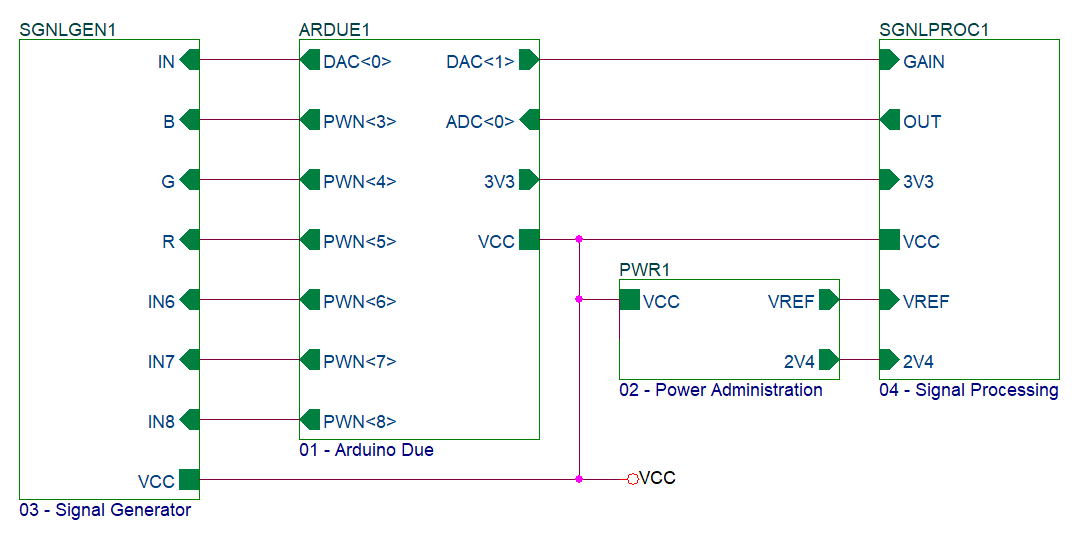 SGNLGEN1 ARDUE1 SGNLPROC1
IN DAC<0> DAC<1> GAIN
B PWN<3> ADC<0> OUT
G PWN<4> 3V3 3V3
R PWN<5> VCC VCC
PWR1
IN6 PWN<6> VCC VREF VREF
IN7 PWN<7> 2V4 2V4
02 - Power Administration 04 - Signal Processing
IN8 PWN<8>
01 - Arduino Due
VCC VCC
03 - Signal Generator